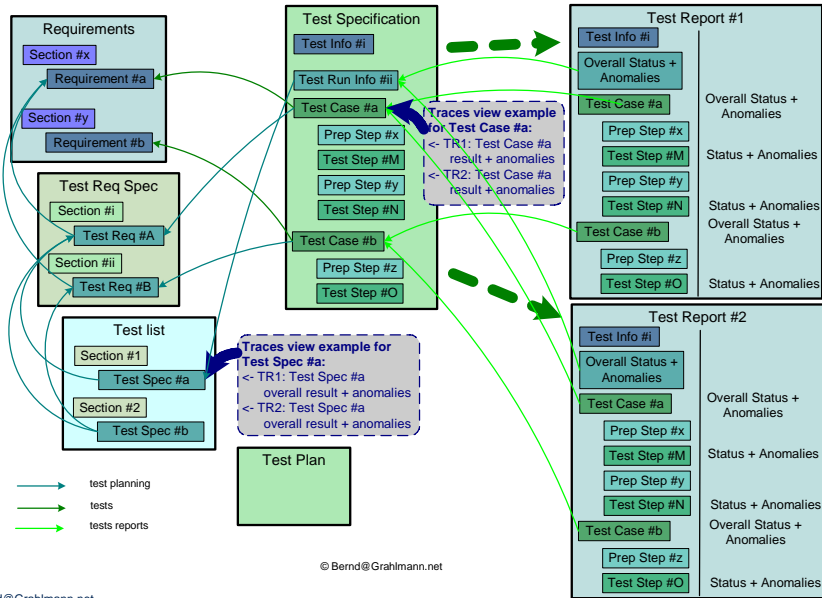 Requirements
Section #x
Requirement #a
Section #y
Requirement #b
Test Req Spec
Section #i
Test Req #A
Section #ii
Test Req #B
Test list
Section #1
Test Spec #a
Section #2
Test Spec #b
Test Specification
Test Info #i
Test Run Info #ii
Test Case #a
Prep Step #x
Test Step #M
Prep Step #y
Test Step #N
Test Case #b
Prep Step #z
Test Step #O
Traces view example
for Test Case #a:
<- TR1: Test Case #a
result + anomalies
<- TR2: Test Case #a
result + anomalies
Traces view example for
Test Spec #a:
<- TR1: Test Spec #a
overall result + anomalies
<- TR2: Test Spec #a
overall result + anomalies
Test Plan
Test Report #1
Test Info #i
Overall Status +
Anomalies
Test Case #a
Overall Status +
Anomalies
Prep Step #x
Test Step #M
Status + Anomalies
Prep Step #y
Test Step #N
Status + Anomalies
Test Case #b
Overall Status +
Anomalies
Prep Step #z
Test Step #O
Status + Anomalies
Test Report #2
Test Info #i
Overall Status +
Anomalies
Test Case #a
Overall Status +
Anomalies
Prep Step #x
Test Step #M
Status + Anomalies
Prep Step #y
Test Step #N
Status + Anomalies
Test Case #b
Overall Status +
Anomalies
Prep Step #z
Test Step #O
Status + Anomalies
test planning
tests
tests reports
© Bernd@Grahlmann.net